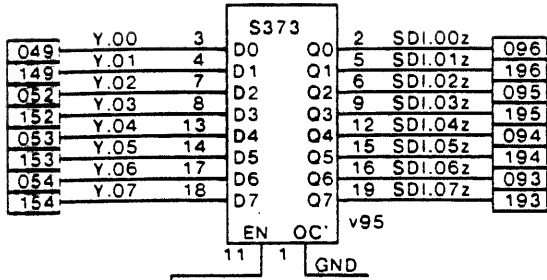 S373
049 Y.00 3 D0 Q0 2 SDI.00z 096
149 Y.01 4 D1 Q1 5 SDI.01z 196
052 Y.02 7 D2 Q2 6 SDI.02z 095
152 Y.03 8 D3 Q3 9 SDI.03z 195
053 Y.04 13 D4 Q4 12 SDI.04z 094
153 Y.05 14 D5 Q5 15 SDI.05z 194
054 Y.06 17 D6 Q6 16 SDI.06z 093
154 Y.07 18 D7 Q7 19 SDI.07z 193
v95
EN OC'
11 1 GND